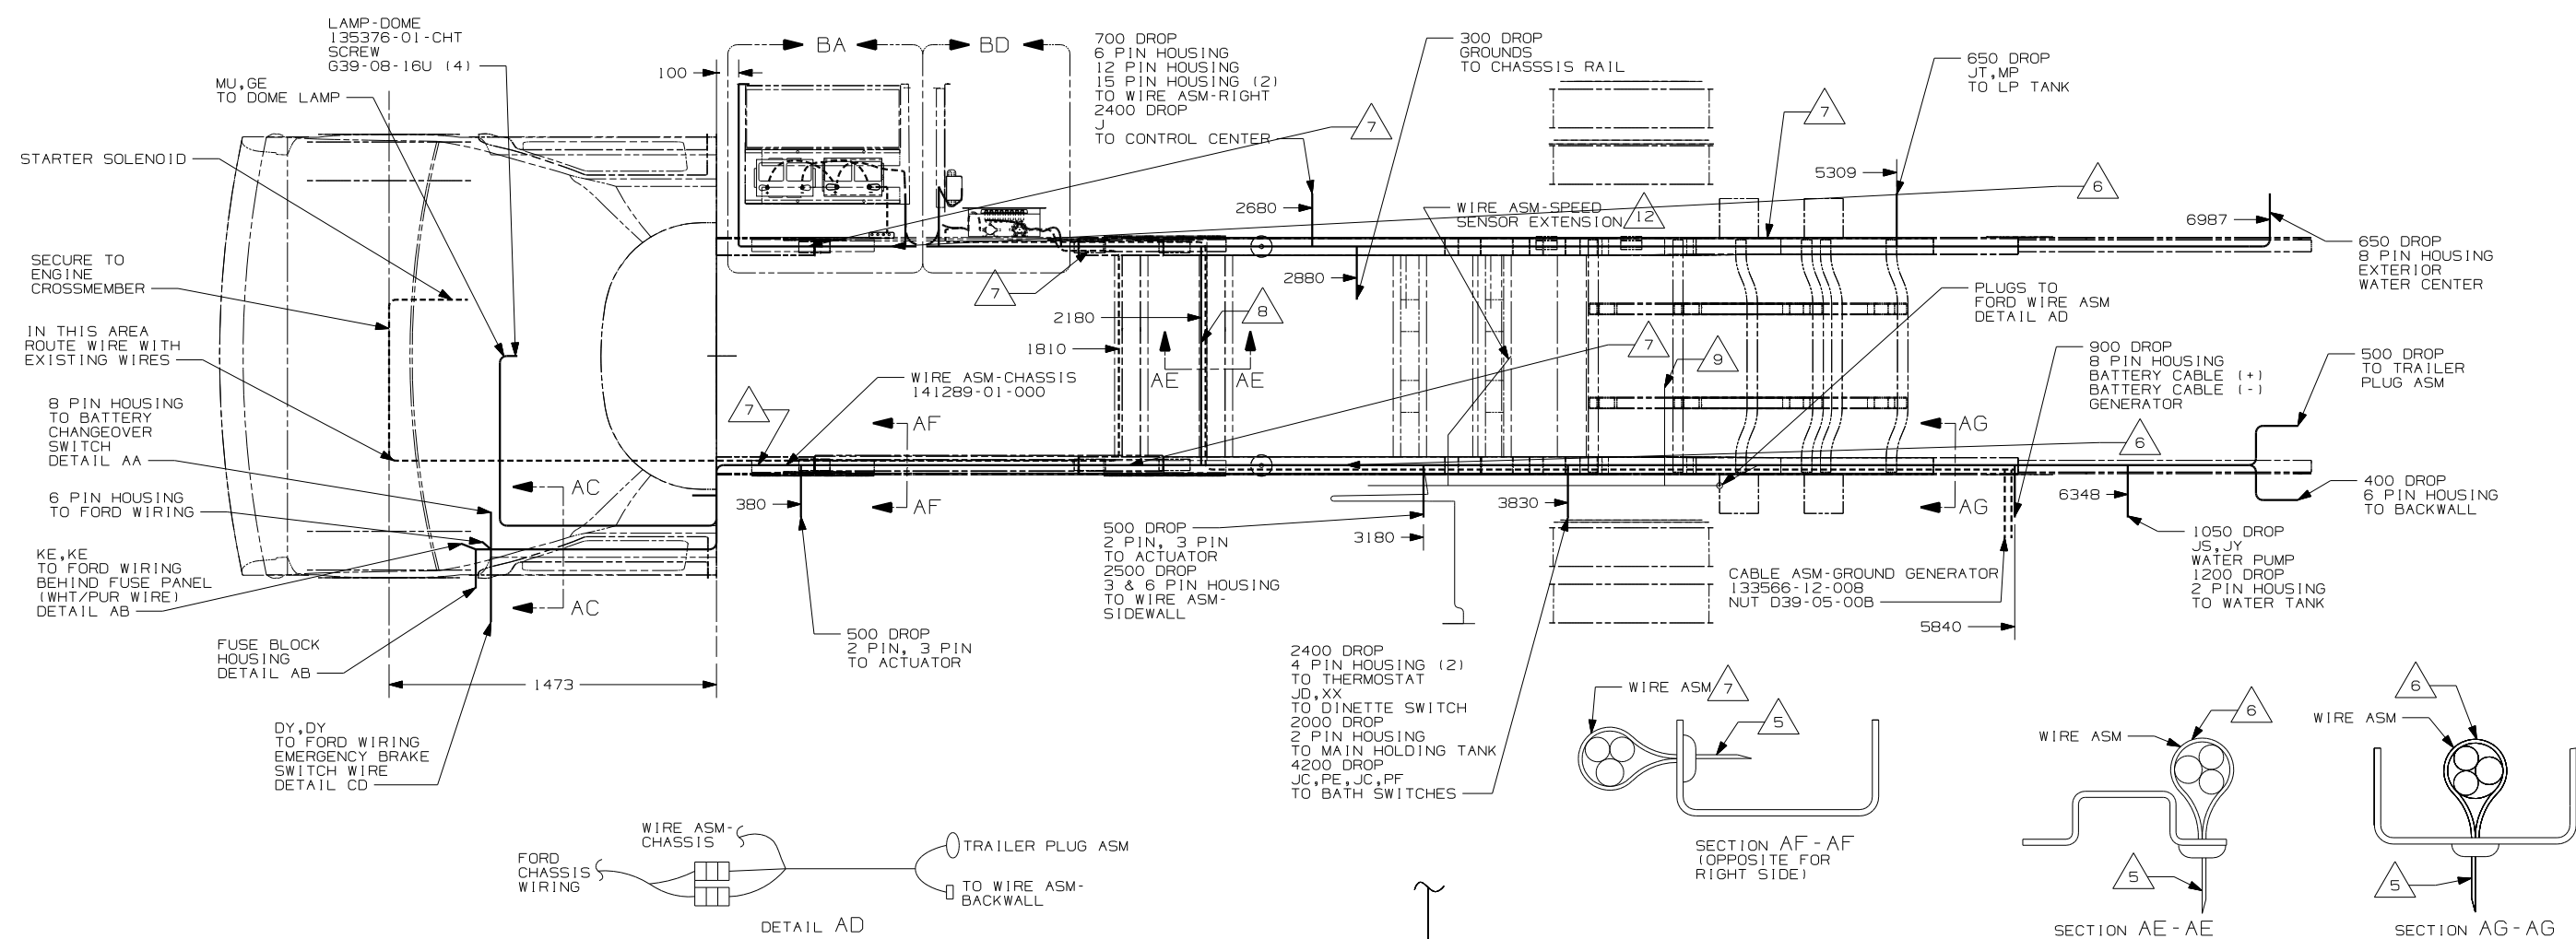 LAMP-DOME
135376-01-CHT
SCREW
G39-08-16U (4)
MU,GE
TO DOME LAMP
STARTER SOLENOID
SECURE TO
ENGINE
CROSSMEMBER
IN THIS AREA
ROUTE WIRE WITH
EXISTING WIRES
8 PIN HOUSING
TO BATTERY
CHANGEOVER
SWITCH
DETAIL AA
6 PIN HOUSING
TO FORD WIRING
KE,KE
TO FORD WIRING
BEHIND FUSE PANEL
(WHT/PUR WIRE)
DETAIL AB
FUSE BLOCK
HOUSING
DETAIL AB
DY,DY
TO FORD WIRING
EMERGENCY BRAKE
SWITCH WIRE
DETAIL CD
AC
AC
1473
100
BA
BD
700 DROP
6 PIN HOUSING
12 PIN HOUSING
15 PIN HOUSING (2)
TO WIRE ASM-RIGHT
2400 DROP
J
TO CONTROL CENTER
7
300 DROP
GROUNDS
TO CHASSSIS RAIL
650 DROP
JT,MP
TO LP TANK
7
6
5309
2680
WIRE ASM-SPEED
SENSOR EXTENSION
12
6987
650 DROP
8 PIN HOUSING
EXTERIOR
WATER CENTER
7
2880
2180
8
1810
AE
AE
7
9
PLUGS TO
FORD WIRE ASM
DETAIL AD
WIRE ASM-CHASSIS
141289-01-000
7
AF
AF
380
500 DROP
2 PIN, 3 PIN
TO ACTUATOR
500 DROP
2 PIN, 3 PIN
TO ACTUATOR
2500 DROP
3 & 6 PIN HOUSING
TO WIRE ASM-
SIDEWALL
3180
3830
2400 DROP
4 PIN HOUSING (2)
TO THERMOSTAT
JD,XX
TO DINETTE SWITCH
2000 DROP
2 PIN HOUSING
TO MAIN HOLDING TANK
4200 DROP
JC,PE,JC,PF
TO BATH SWITCHES
AG
AG
900 DROP
8 PIN HOUSING
BATTERY CABLE (+)
BATTERY CABLE (-)
GENERATOR
6
500 DROP
TO TRAILER
PLUG ASM
400 DROP
6 PIN HOUSING
TO BACKWALL
6348
1050 DROP
JS,JY
WATER PUMP
1200 DROP
2 PIN HOUSING
TO WATER TANK
CABLE ASM-GROUND GENERATOR
133566-12-008
NUT D39-05-00B
5840
WIRE ASM
7
5
SECTION AF-AF
(OPPOSITE FOR
RIGHT SIDE)
WIRE ASM
6
5
SECTION AE-AE
WIRE ASM
6
5
SECTION AG-AG
WIRE ASM-
CHASSIS
FORD
CHASSIS
WIRING
TRAILER PLUG ASM
TO WIRE ASM-
BACKWALL
DETAIL AD